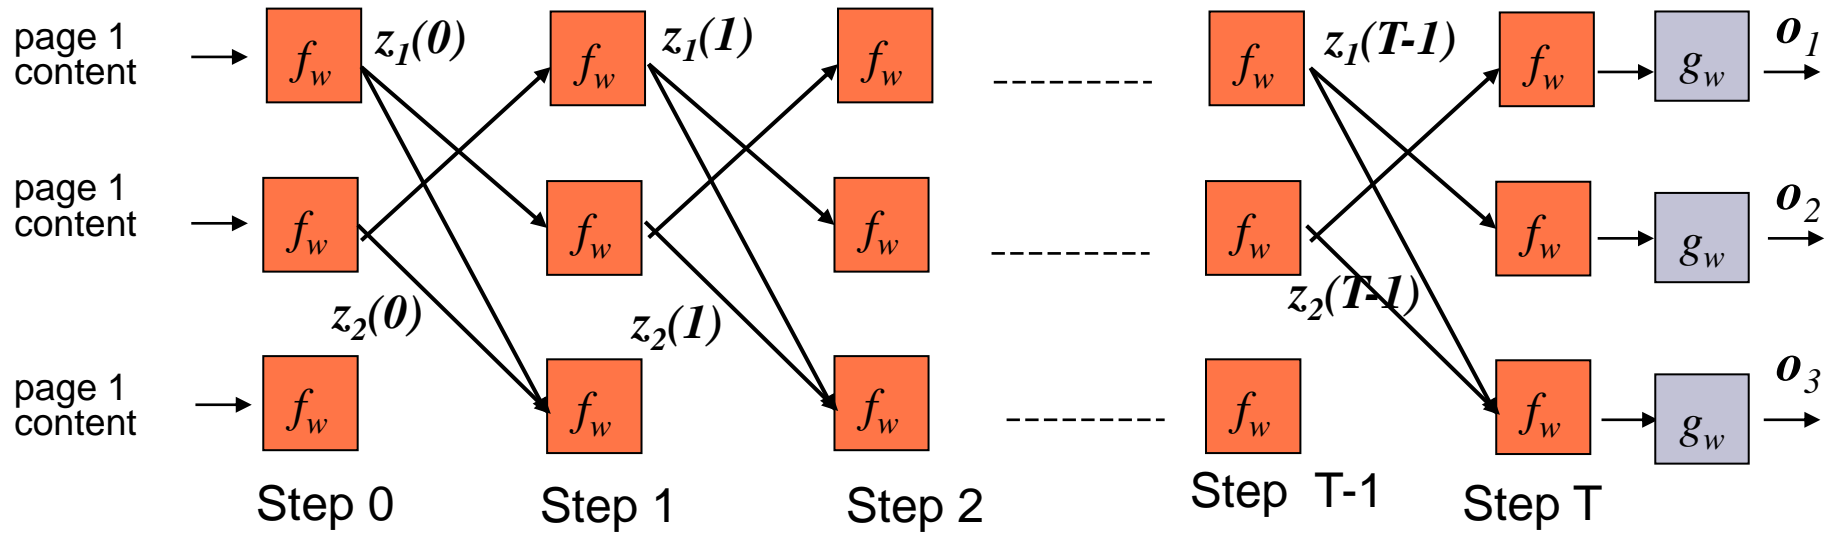 page 1
content
f_w
z_1(0)
f_w
z_1(1)
f_w
f_w
z_1(T-1)
f_w
g_w
o_1
page 1
content
f_w
f_w
f_w
f_w
f_w
g_w
o_2
z_2(0)
z_2(1)
z_2(T-1)
page 1
content
f_w
f_w
f_w
f_w
f_w
g_w
o_3
Step 0
Step 1
Step 2
Step T-1
Step T